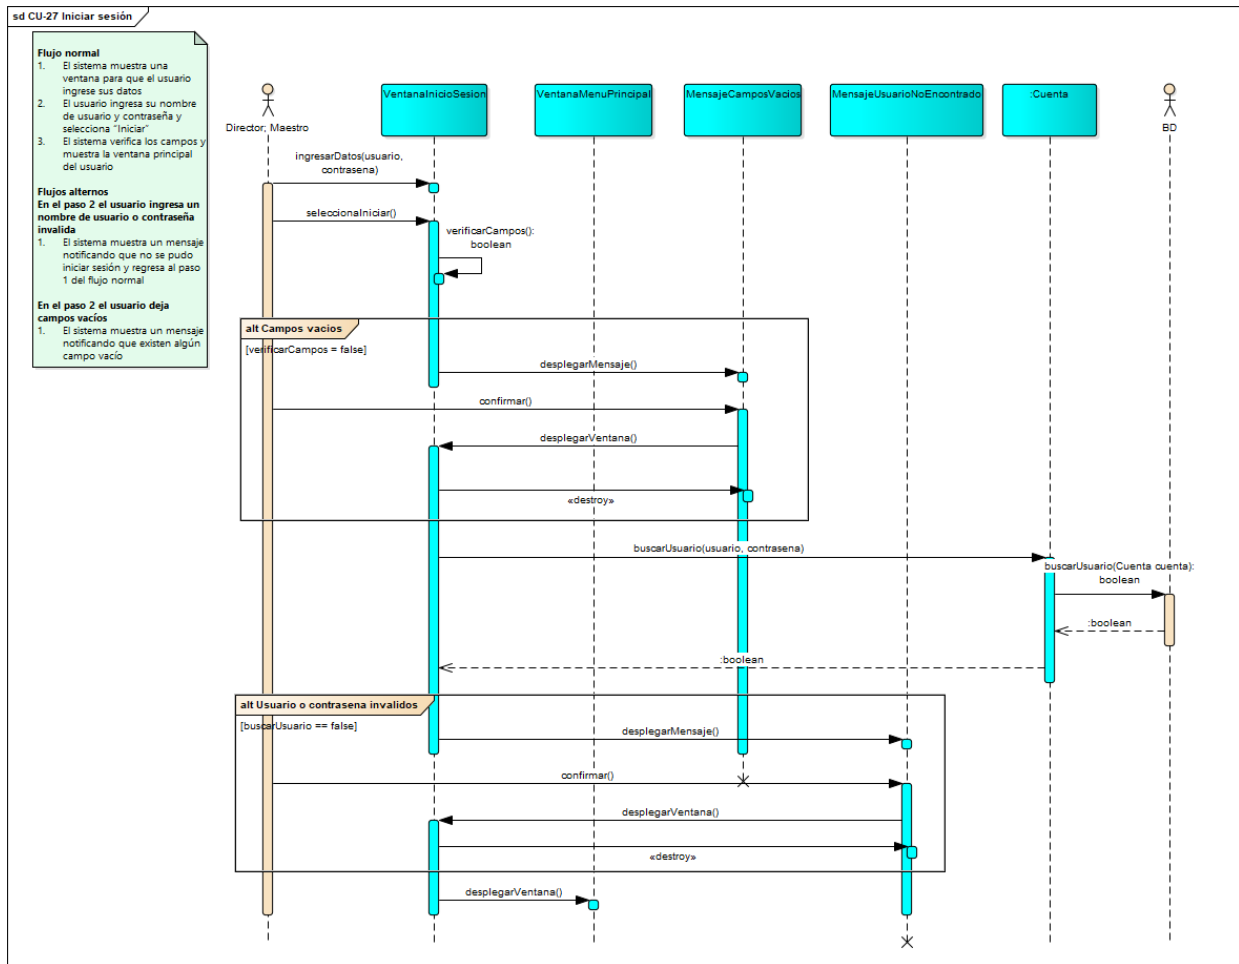 sd CU-27 Iniciar sesión
Flujo normal
1. El sistema muestra una
ventana para que el usuario
ingrese sus datos
2. El usuario ingresa su nombre
de usuario y contraseña y
selecciona “Iniciar”
3. El sistema verifica los campos y
muestra la ventana principal
del usuario
Flujos alternos
En el paso 2 el usuario ingresa un
nombre de usuario o contraseña
invalida
1. El sistema muestra un mensaje
notificando que no se pudo
iniciar sesión y regresa al paso
1 del flujo normal
En el paso 2 el usuario deja
campos vacíos
1. El sistema muestra un mensaje
notificando que existen algún
campo vacío
Director; Maestro
VentanaInicioSesion
VentanaMenuPrincipal
MensajeCamposVacios
MensajeUsuarioNoEncontrado
:Cuenta
BD
ingresarDatos(usuario,
contrasena)
seleccionaIniciar()
verificarCampos():
boolean
alt Campos vacios
[verificarCampos = false]
desplegarMensaje()
confirmar()
desplegarVentana()
«destroy»
buscarUsuario(usuario, contrasena)
buscarUsuario(Cuenta cuenta):
boolean
:boolean
:boolean
alt Usuario o contrasena invalidos
[buscarUsuario == false]
desplegarMensaje()
confirmar()
desplegarVentana()
«destroy»
desplegarVentana()